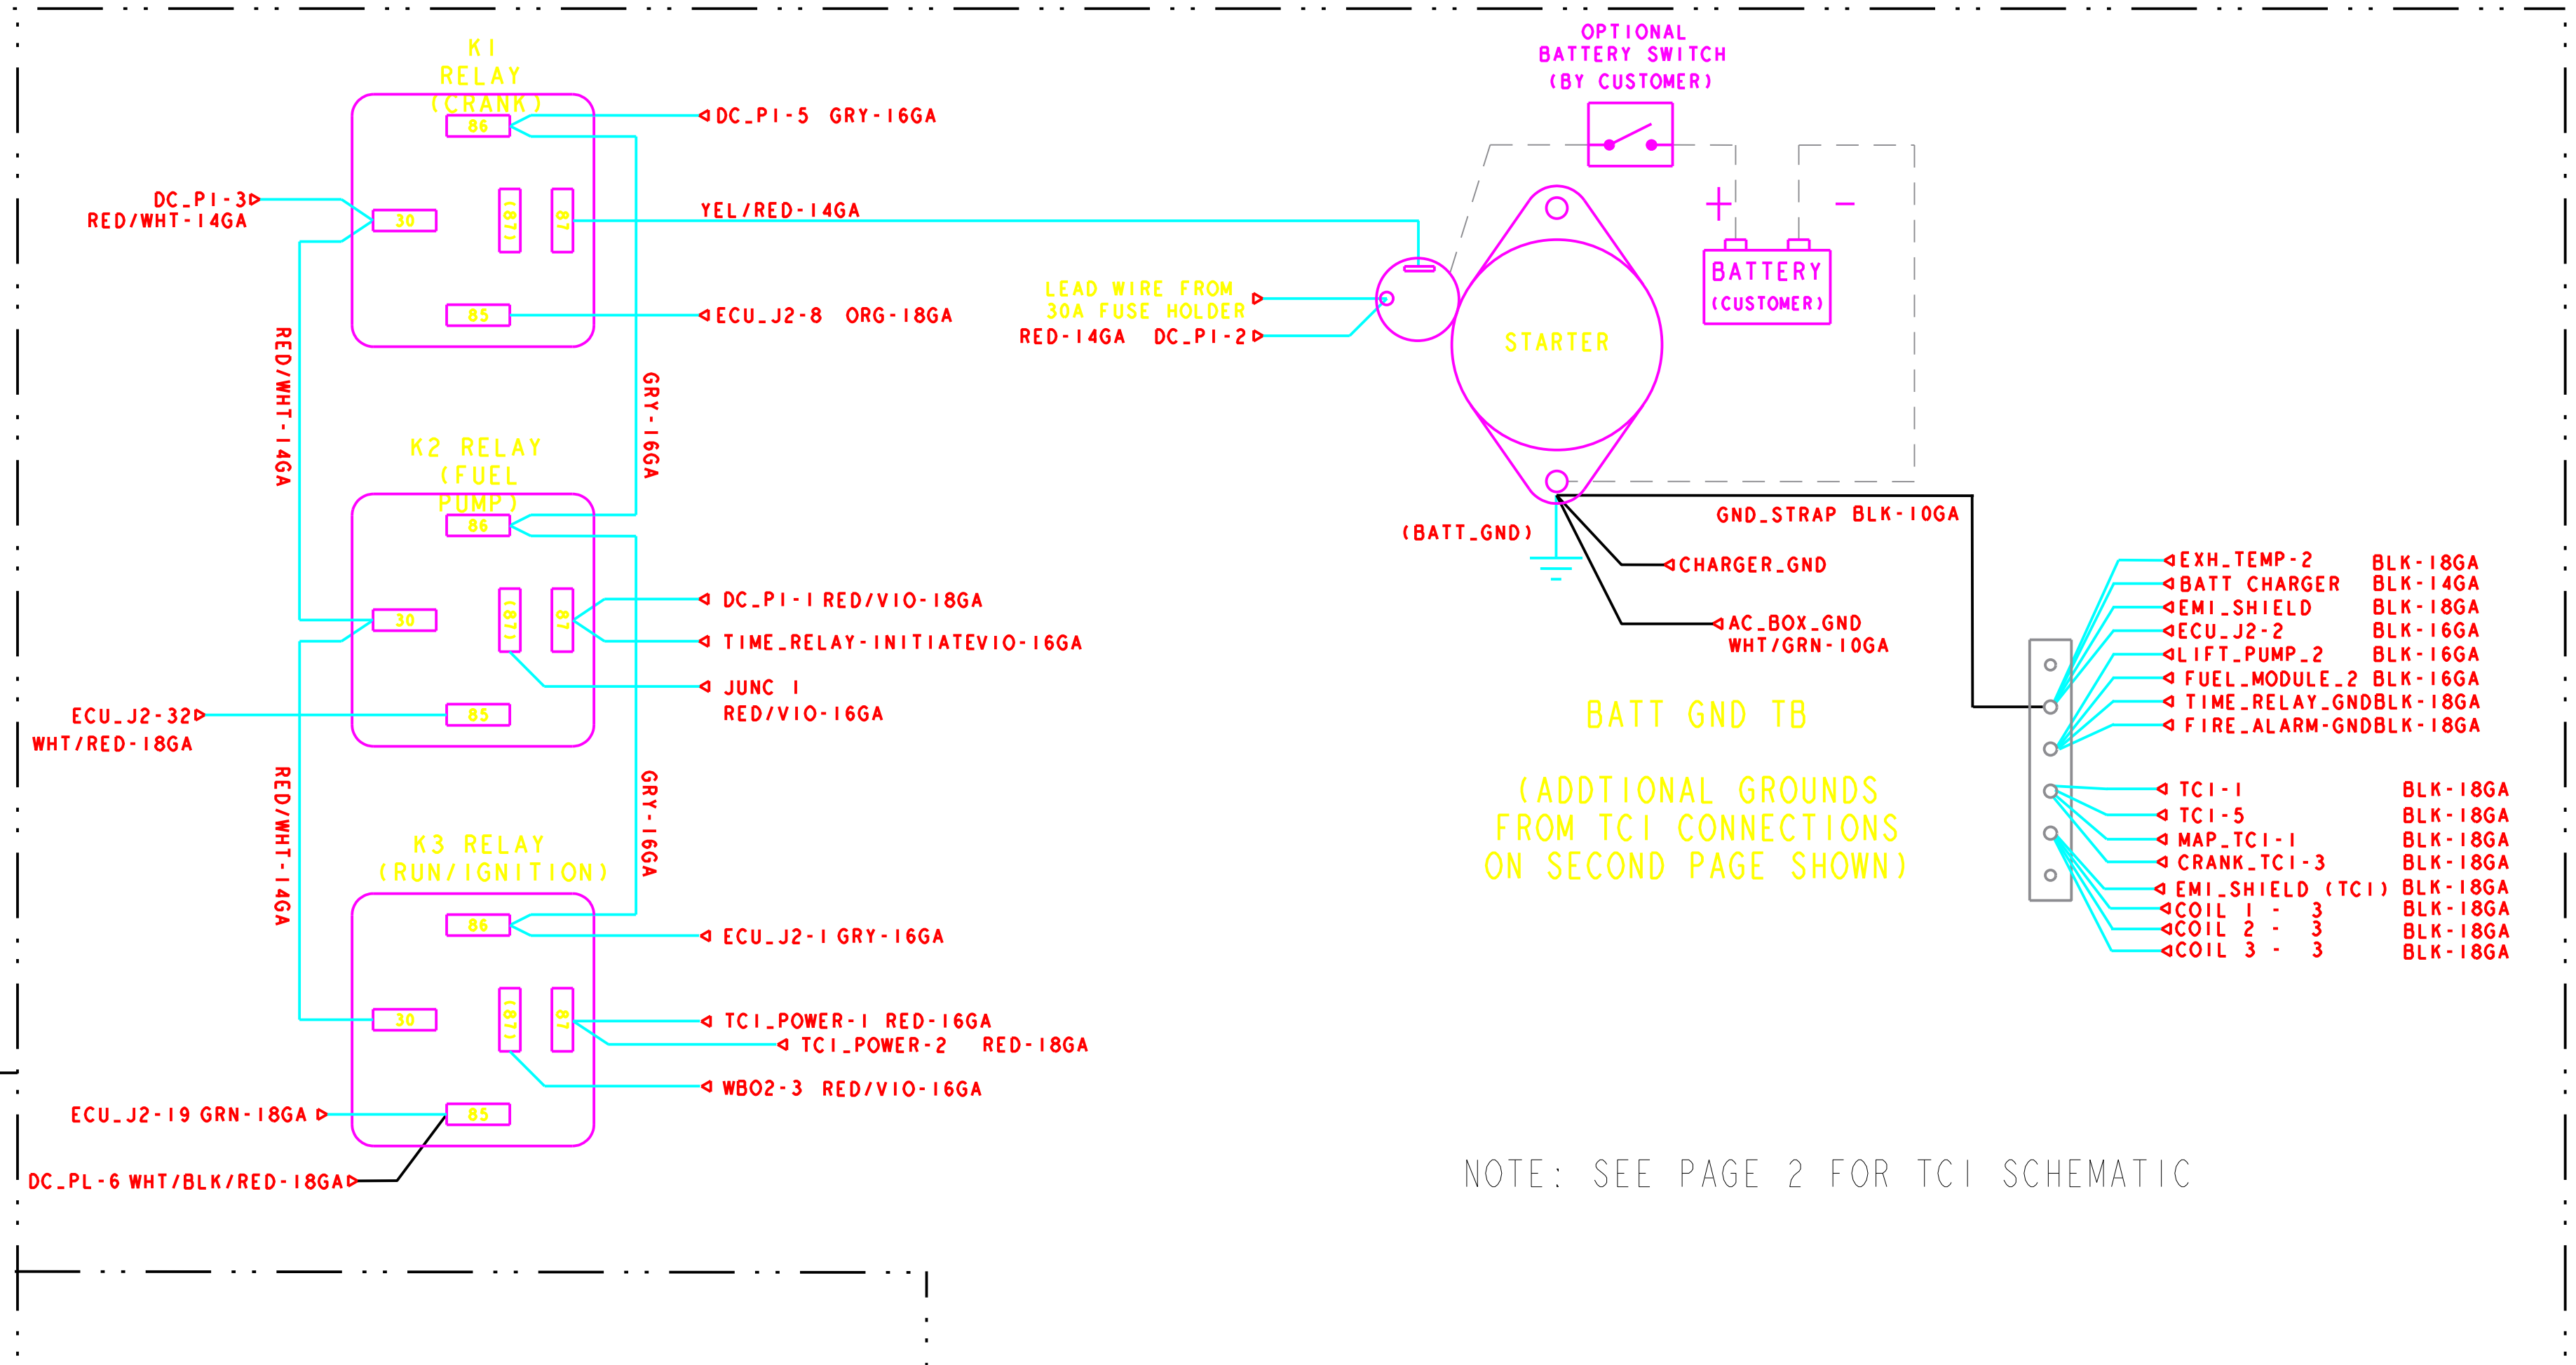 K1
RELAY
(CRANK)
86
DC_P1-5 GRY-16GA
DC_P1-3
RED/WHT-14GA
30
(87)
87
YEL/RED-14GA
85
ECU_J2-8 ORG-18GA
RED/WHT-14GA
GRY-16GA
K2 RELAY
(FUEL
PUMP)
86
30
(87)
87
DC_P1-1 RED/VIO-18GA
TIME_RELAY-INITIATEVIO-16GA
JUNC 1
RED/VIO-16GA
ECU_J2-32
WHT/RED-18GA
85
RED/WHT-14GA
GRY-16GA
K3 RELAY
(RUN/IGNITION)
86
ECU_J2-1 GRY-16GA
30
(87)
87
TCI_POWER-1 RED-16GA
TCI_POWER-2 RED-18GA
WBO2-3 RED/VIO-16GA
ECU_J2-19 GRN-18GA
85
DC_PL-6 WHT/BLK/RED-18GA
OPTIONAL
BATTERY SWITCH
(BY CUSTOMER)
+
-
BATTERY
(CUSTOMER)
LEAD WIRE FROM
30A FUSE HOLDER
RED-14GA DC_P1-2
STARTER
(BATT_GND)
GND_STRAP BLK-10GA
CHARGER_GND
AC_BOX_GND
WHT/GRN-10GA
BATT GND TB
(ADDTIONAL GROUNDS
FROM TCI CONNECTIONS
ON SECOND PAGE SHOWN)
EXH_TEMP-2 BLK-18GA
BATT CHARGER BLK-14GA
EMI_SHIELD BLK-18GA
ECU_J2-2 BLK-16GA
LIFT_PUMP_2 BLK-16GA
FUEL_MODULE_2 BLK-16GA
TIME_RELAY_GNDBLK-18GA
FIRE_ALARM-GNDBLK-18GA
TCI-1 BLK-18GA
TCI-5 BLK-18GA
MAP_TCI-1 BLK-18GA
CRANK_TCI-3 BLK-18GA
EMI_SHIELD (TCI) BLK-18GA
COIL 1 - 3 BLK-18GA
COIL 2 - 3 BLK-18GA
COIL 3 - 3 BLK-18GA
NOTE: SEE PAGE 2 FOR TCI SCHEMATIC